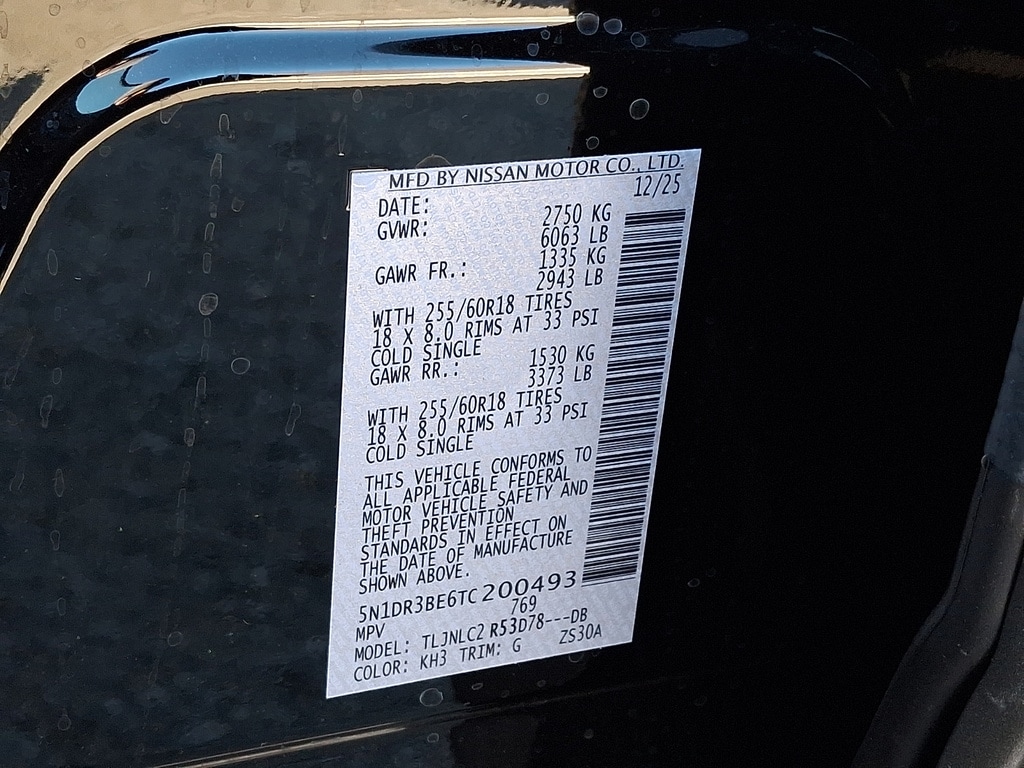 MFD BY NISSAN MOTOR CO., LTD.
DATE: 12/25
GVWR: 2750 KG
6063 LB
GAWR FR.: 1335 KG
2943 LB
WITH 255/60R18 TIRES
18 X 8.0 RIMS AT 33 PSI
COLD SINGLE
GAWR RR.: 1530 KG
3373 LB
WITH 255/60R18 TIRES
18 X 8.0 RIMS AT 33 PSI
COLD SINGLE
THIS VEHICLE CONFORMS TO
ALL APPLICABLE FEDERAL
MOTOR VEHICLE SAFETY AND
THEFT PREVENTION
STANDARDS IN EFFECT ON
THE DATE OF MANUFACTURE
SHOWN ABOVE.
5N1DR3BE6TC200493
MPV 769
MODEL: TLJNLC2 R53D78---DB
COLOR: KH3 TRIM: G ZS30A